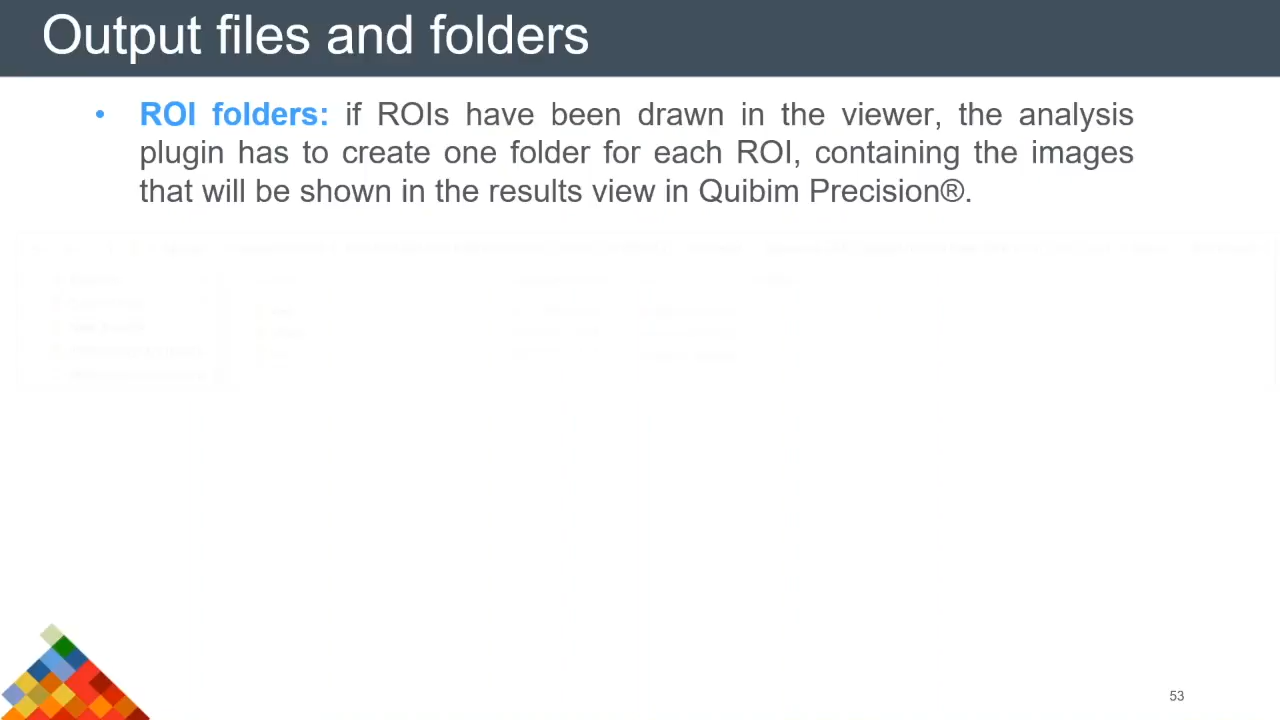 Output files and folders
• ROI folders: if ROIs have been drawn in the viewer, the analysis
plugin has to create one folder for each ROI, containing the images
that will be shown in the results view in Quibim Precision®.
53